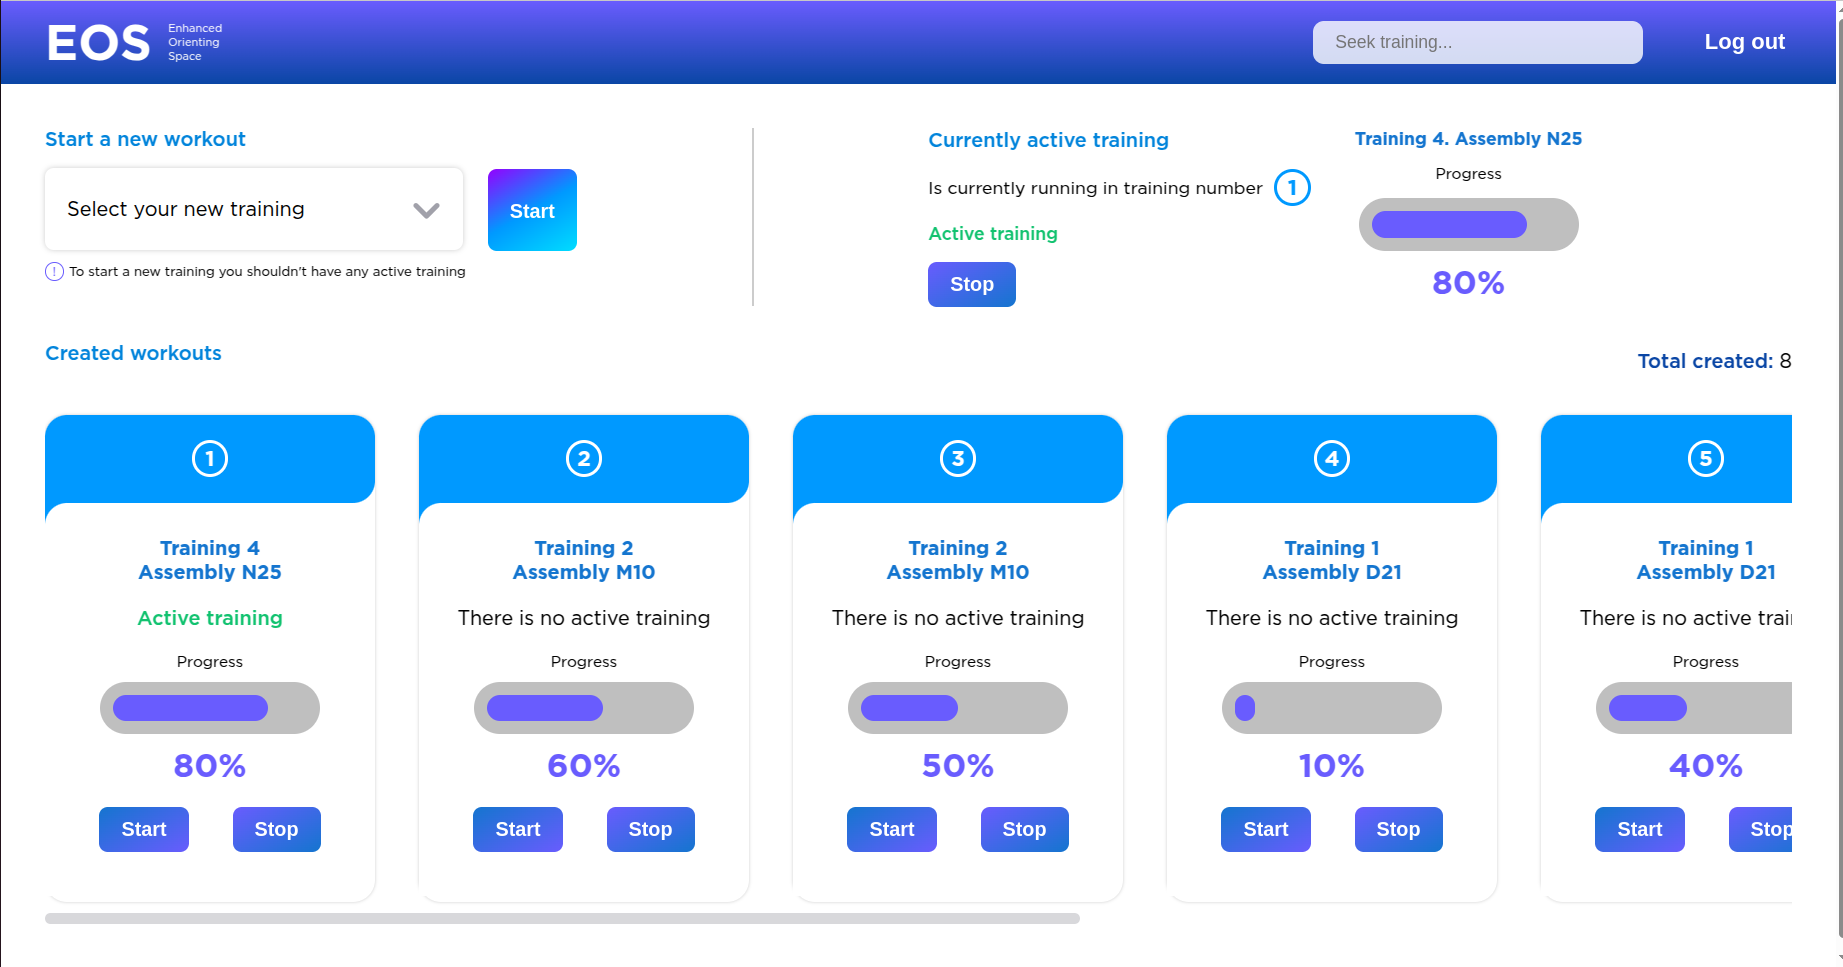 EOS
Enhanced
Orienting
Space
Seek training...
Log out
Start a new workout
Select your new training
Start
! To start a new training you shouldn't have any active training
Currently active training
Is currently running in training number 1
Active training
Stop
Training 4. Assembly N25
Progress
80%
Created workouts
Total created: 8
1
Training 4
Assembly N25
Active training
Progress
80%
Start Stop
2
Training 2
Assembly M10
There is no active training
Progress
60%
Start Stop
3
Training 2
Assembly M10
There is no active training
Progress
50%
Start Stop
4
Training 1
Assembly D21
There is no active training
Progress
10%
Start Stop
5
Training 1
Assembly D21
There is no active trai
Progress
40%
Start Stop